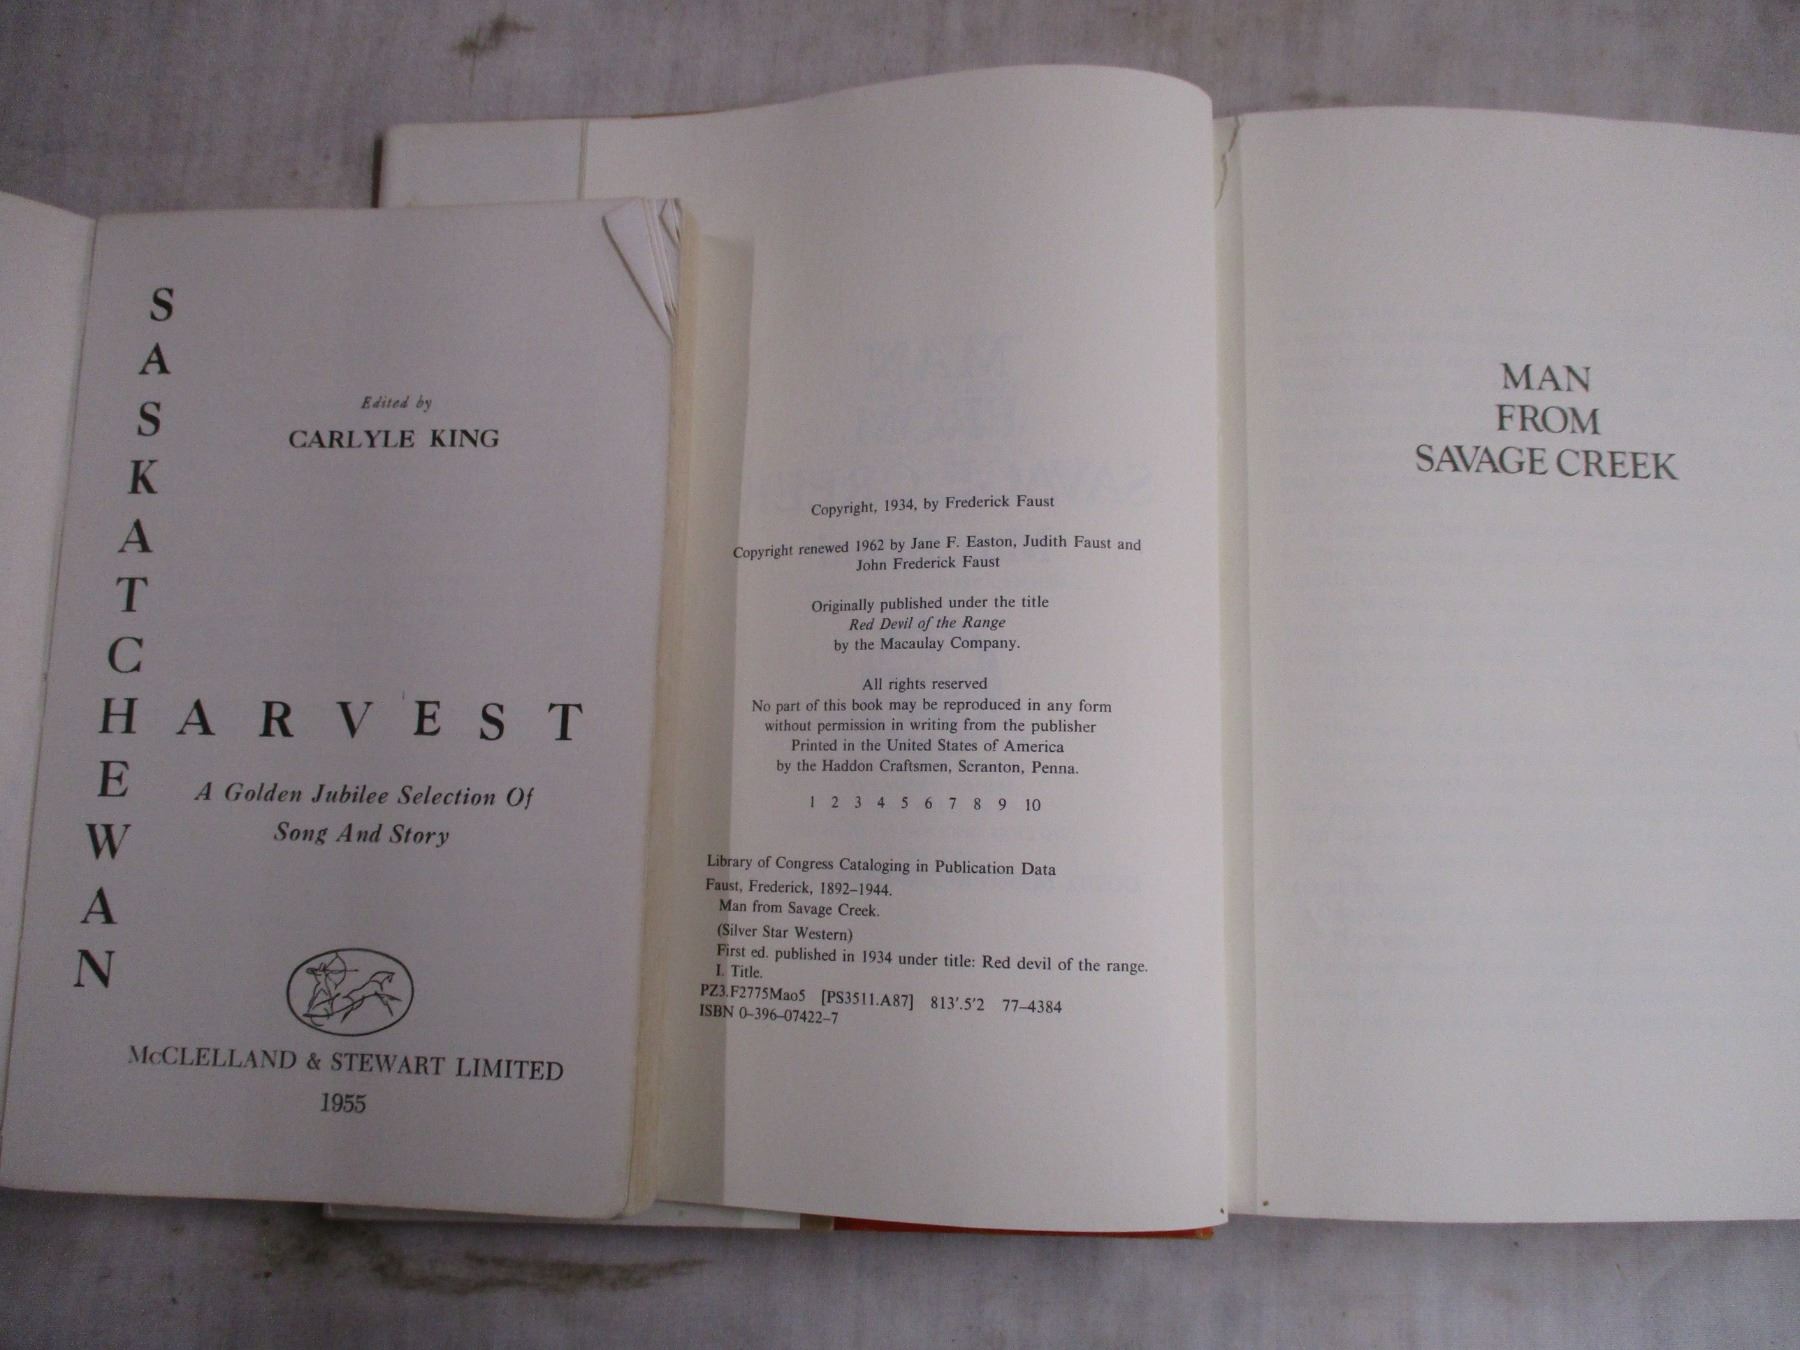 SASKATCHEWAN
Edited by
CARLYLE KING
HARVEST
A Golden Jubilee Selection Of
Song And Story
McCLELLAND & STEWART LIMITED
1955
Copyright, 1934, by Frederick Faust
Copyright renewed 1962 by Jane F. Easton, Judith Faust and
John Frederick Faust
Originally published under the title
Red Devil of the Range
by the Macaulay Company.
All rights reserved
No part of this book may be reproduced in any form
without permission in writing from the publisher
Printed in the United States of America
by the Haddon Craftsmen, Scranton, Penna.
1 2 3 4 5 6 7 8 9 10
Library of Congress Cataloging in Publication Data
Faust, Frederick, 1892–1944.
Man from Savage Creek.
(Silver Star Western)
First ed. published in 1934 under title: Red devil of the range.
I. Title.
PZ3.F2775Mao5 [PS3511.A87] 813′.5′2 77–4384
ISBN 0–396–07422–7
MAN
FROM
SAVAGE CREEK